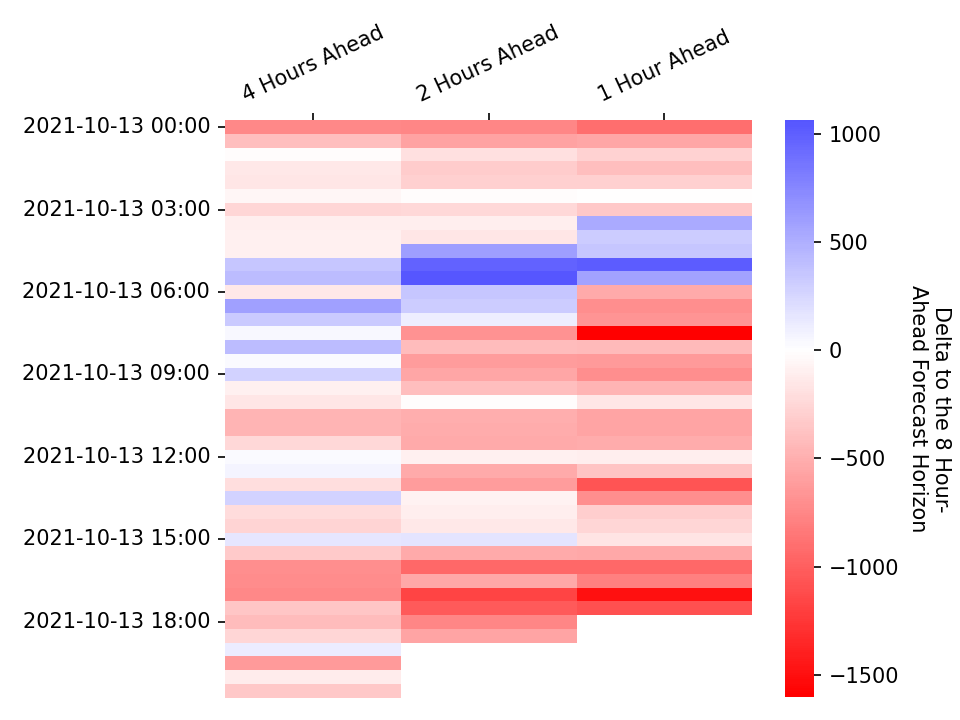 4 Hours Ahead
2 Hours Ahead
1 Hour Ahead
2021-10-13 00:00
2021-10-13 03:00
2021-10-13 06:00
2021-10-13 09:00
2021-10-13 12:00
2021-10-13 15:00
2021-10-13 18:00
1000
500
0
−500
−1000
−1500
Delta to the 8 Hour-
Ahead Forecast Horizon